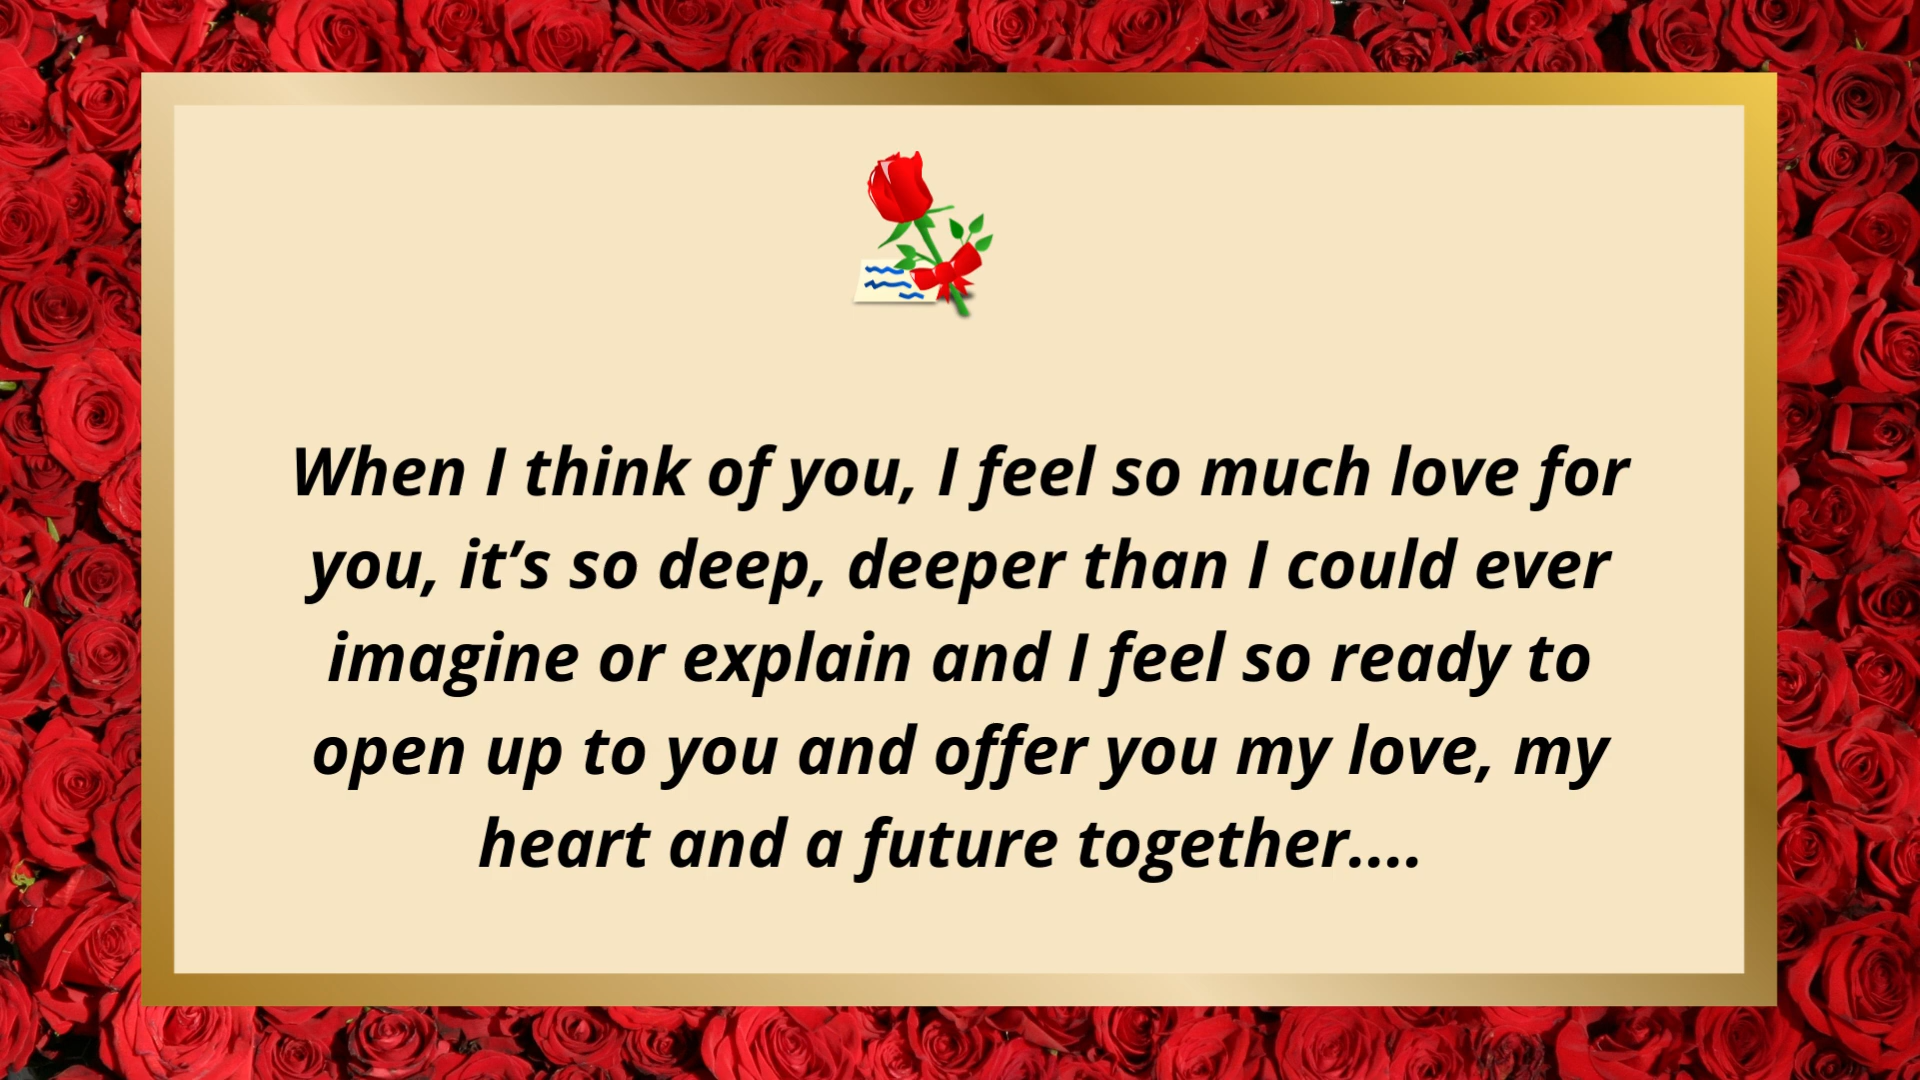 When I think of you, I feel so much love for
you, it’s so deep, deeper than I could ever
imagine or explain and I feel so ready to
open up to you and offer you my love, my
heart and a future together....